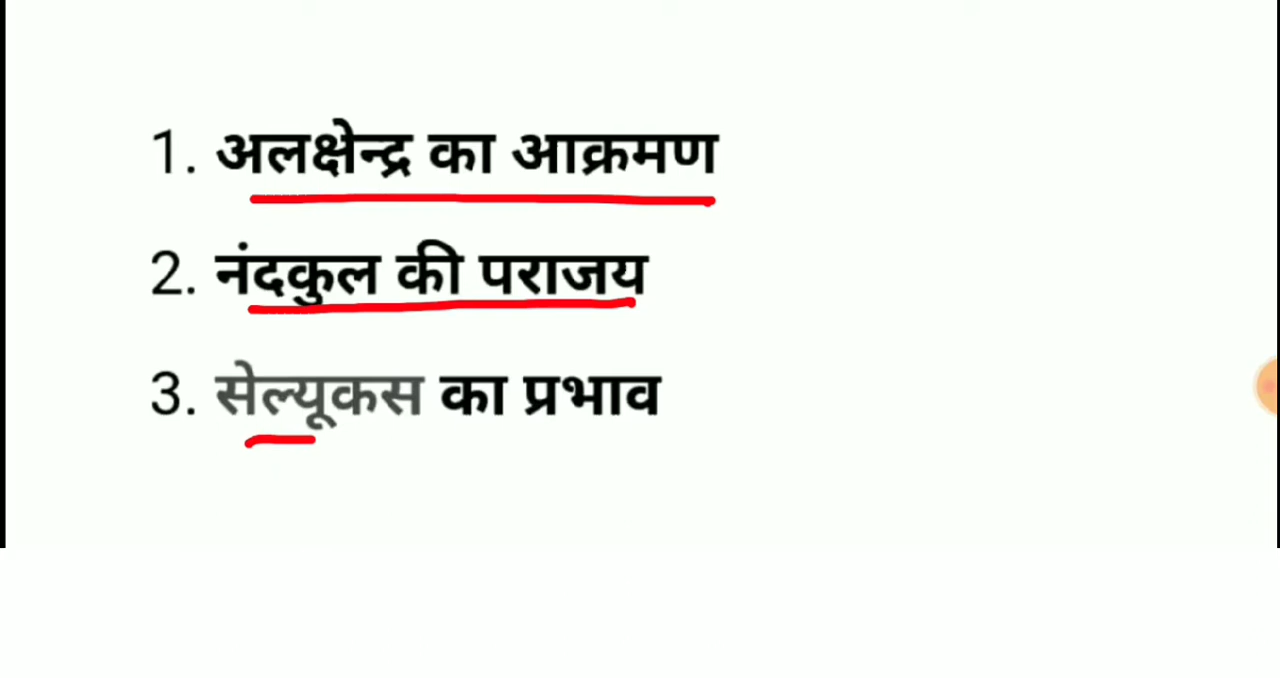 1. अलक्षेन्द्र का आक्रमण
2. नंदकुल की पराजय
3. सेल्यूकस का प्रभाव